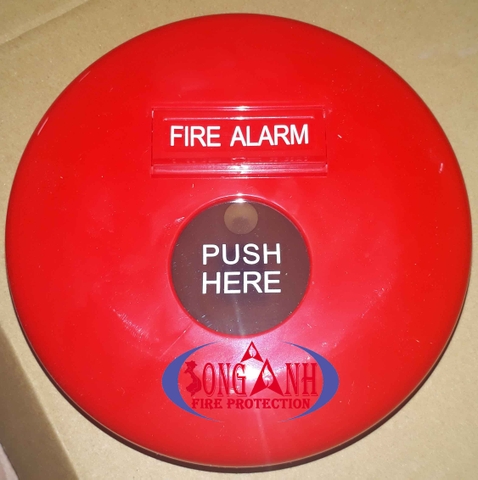 FIRE ALARM
PUSH
HERE
SONG ANH
FIRE PROTECTION